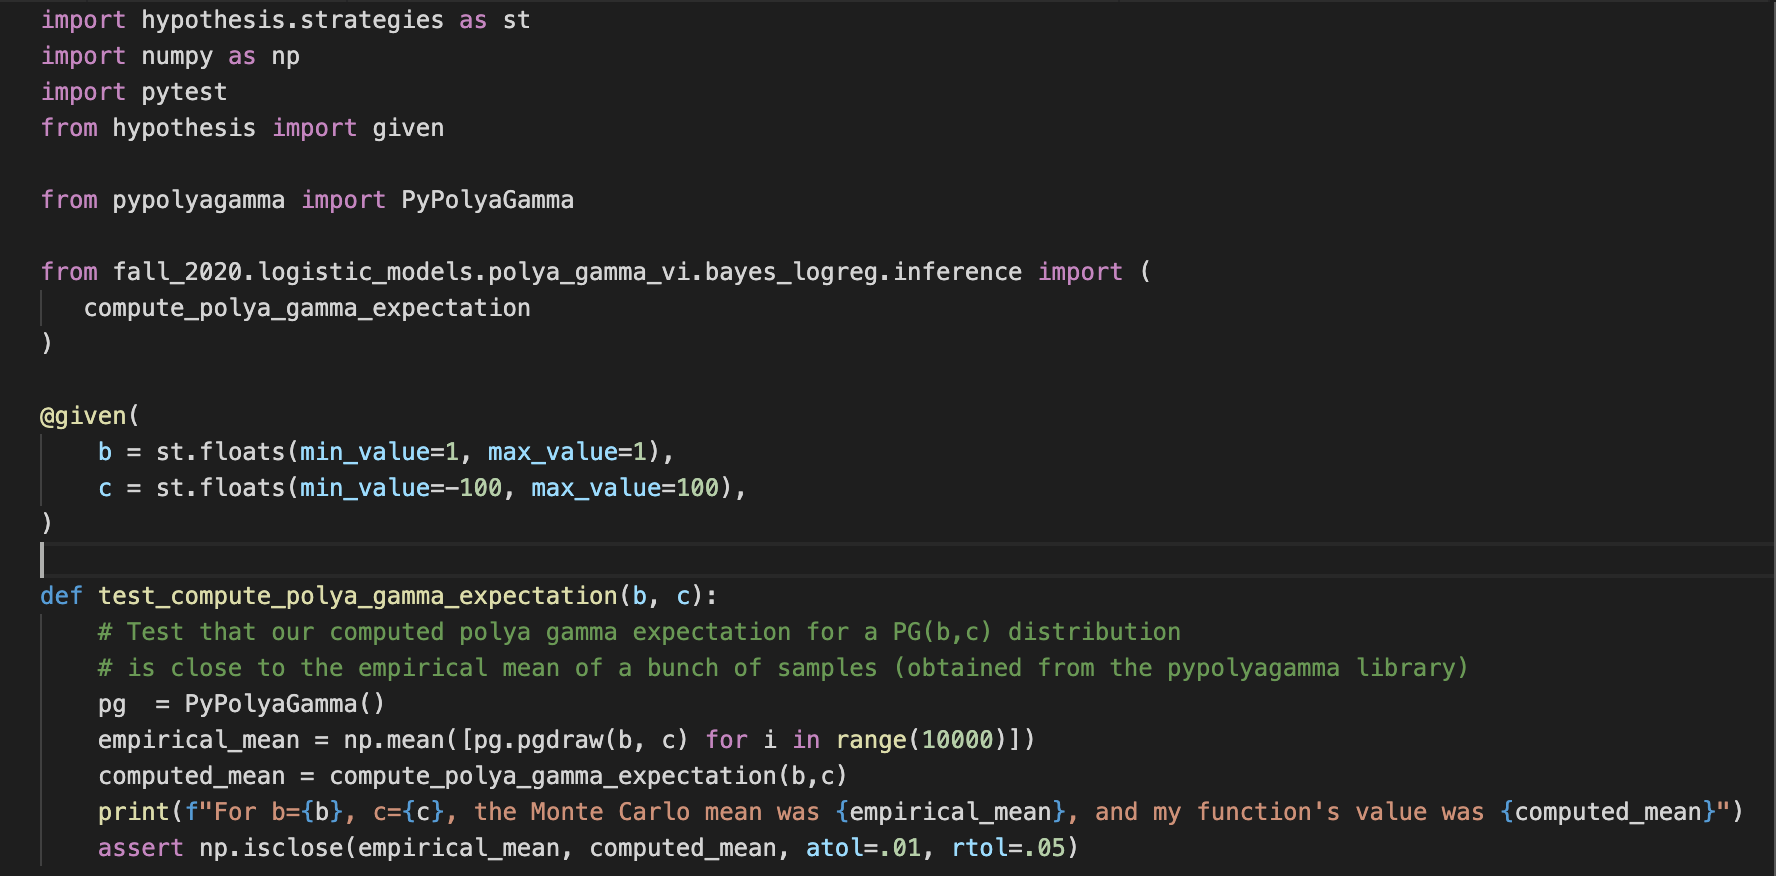 import hypothesis.strategies as st
import numpy as np
import pytest
from hypothesis import given

from pypolyagamma import PyPolyaGamma

from fall_2020.logistic_models.polya_gamma_vi.bayes_logreg.inference import (
   compute_polya_gamma_expectation
)

@given(
    b = st.floats(min_value=1, max_value=1),
    c = st.floats(min_value=-100, max_value=100),
)

def test_compute_polya_gamma_expectation(b, c):
    # Test that our computed polya gamma expectation for a PG(b,c) distribution
    # is close to the empirical mean of a bunch of samples (obtained from the pypolyagamma library)
    pg  = PyPolyaGamma()
    empirical_mean = np.mean([pg.pgdraw(b, c) for i in range(10000)])
    computed_mean = compute_polya_gamma_expectation(b,c)
    print(f"For b={b}, c={c}, the Monte Carlo mean was {empirical_mean}, and my function's value was {computed_mean}")
    assert np.isclose(empirical_mean, computed_mean, atol=.01, rtol=.05)